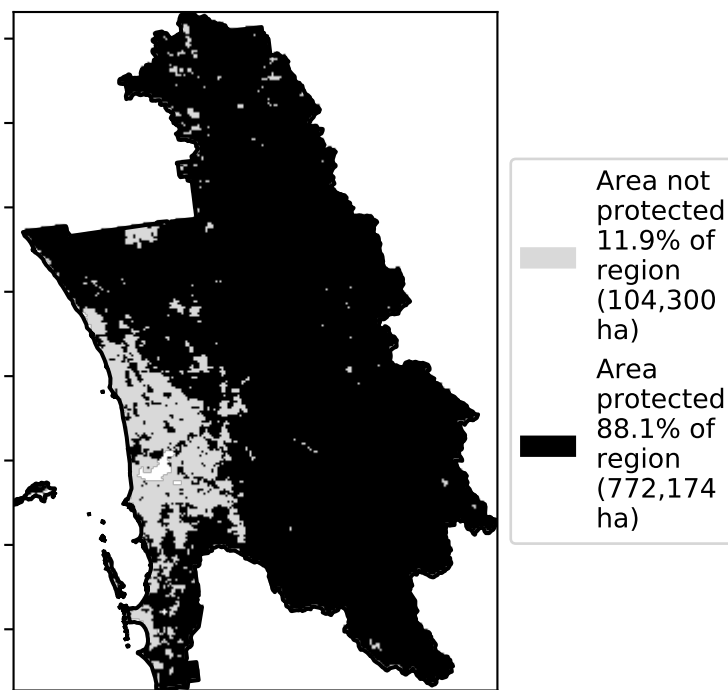 Area not
protected
11.9% of
region
(104,300
ha)
Area
protected
88.1% of
region
(772,174
ha)